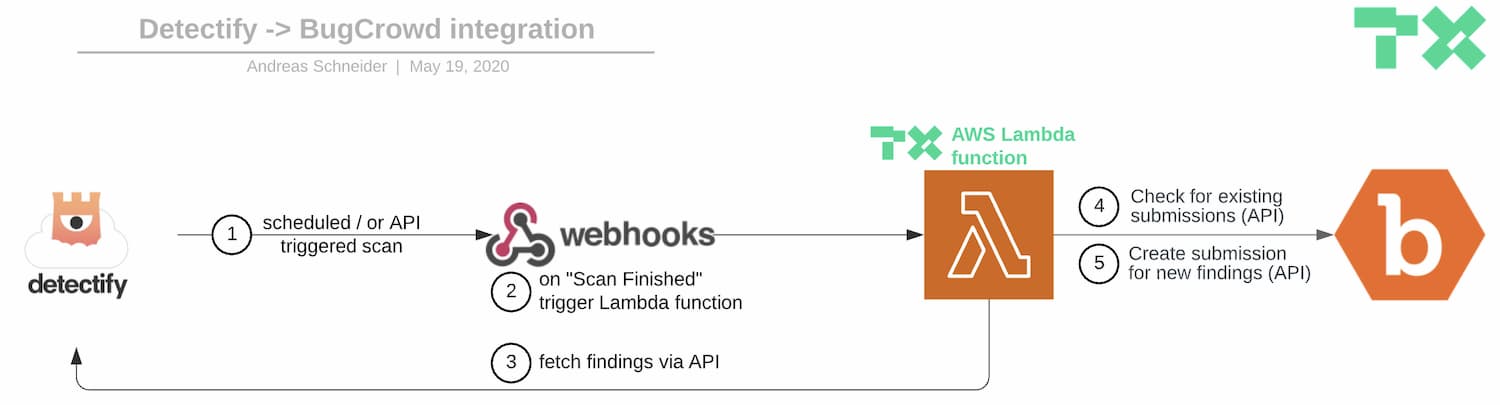 Detectify -> BugCrowd integration
Andreas Schneider | May 19, 2020
TX
TX
AWS Lambda
function
detectify
1
scheduled / or API
triggered scan
webhooks
2
on "Scan Finished"
trigger Lambda function
3
fetch findings via API
λ
4
Check for existing
submissions (API)
5
Create submission
for new findings (API)
b